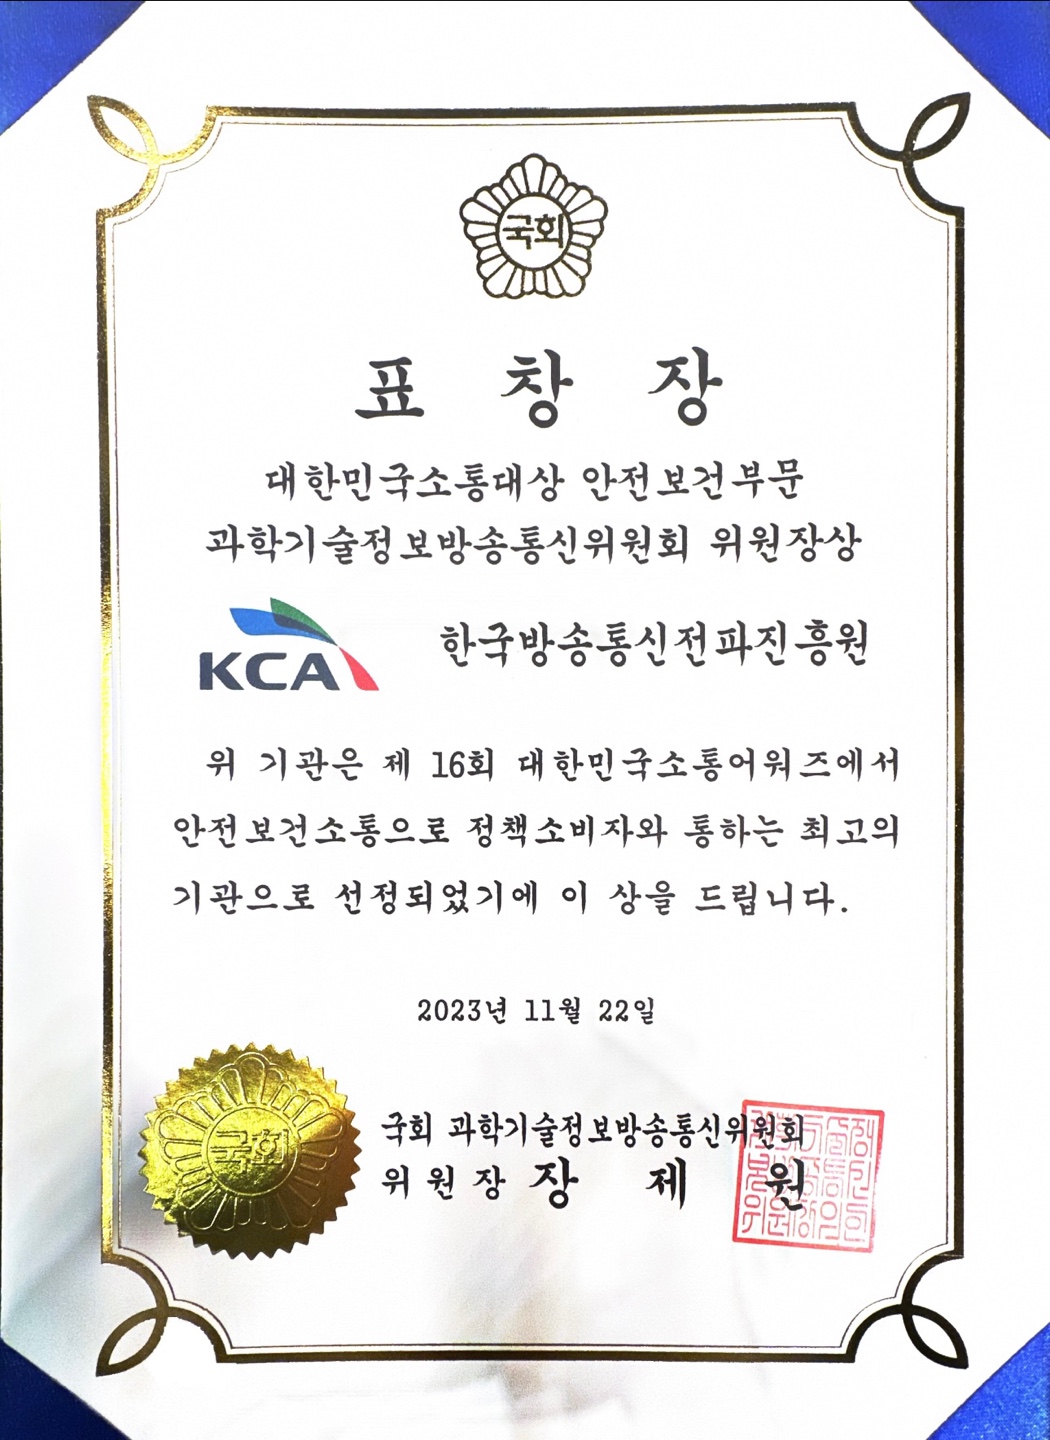 국회
표 창 장
대한민국소통대상 안전보건부문
과학기술정보방송통신위원회 위원장상
KCA 한국방송통신전파진흥원
위 기관은 제 16회 대한민국소통어워즈에서
안전보건소통으로 정책소비자와 통하는 최고의
기관으로 선정되었기에 이 상을 드립니다.
2023년 11월 22일
국회
국회 과학기술정보방송통신위원회
위원장 장 제 원